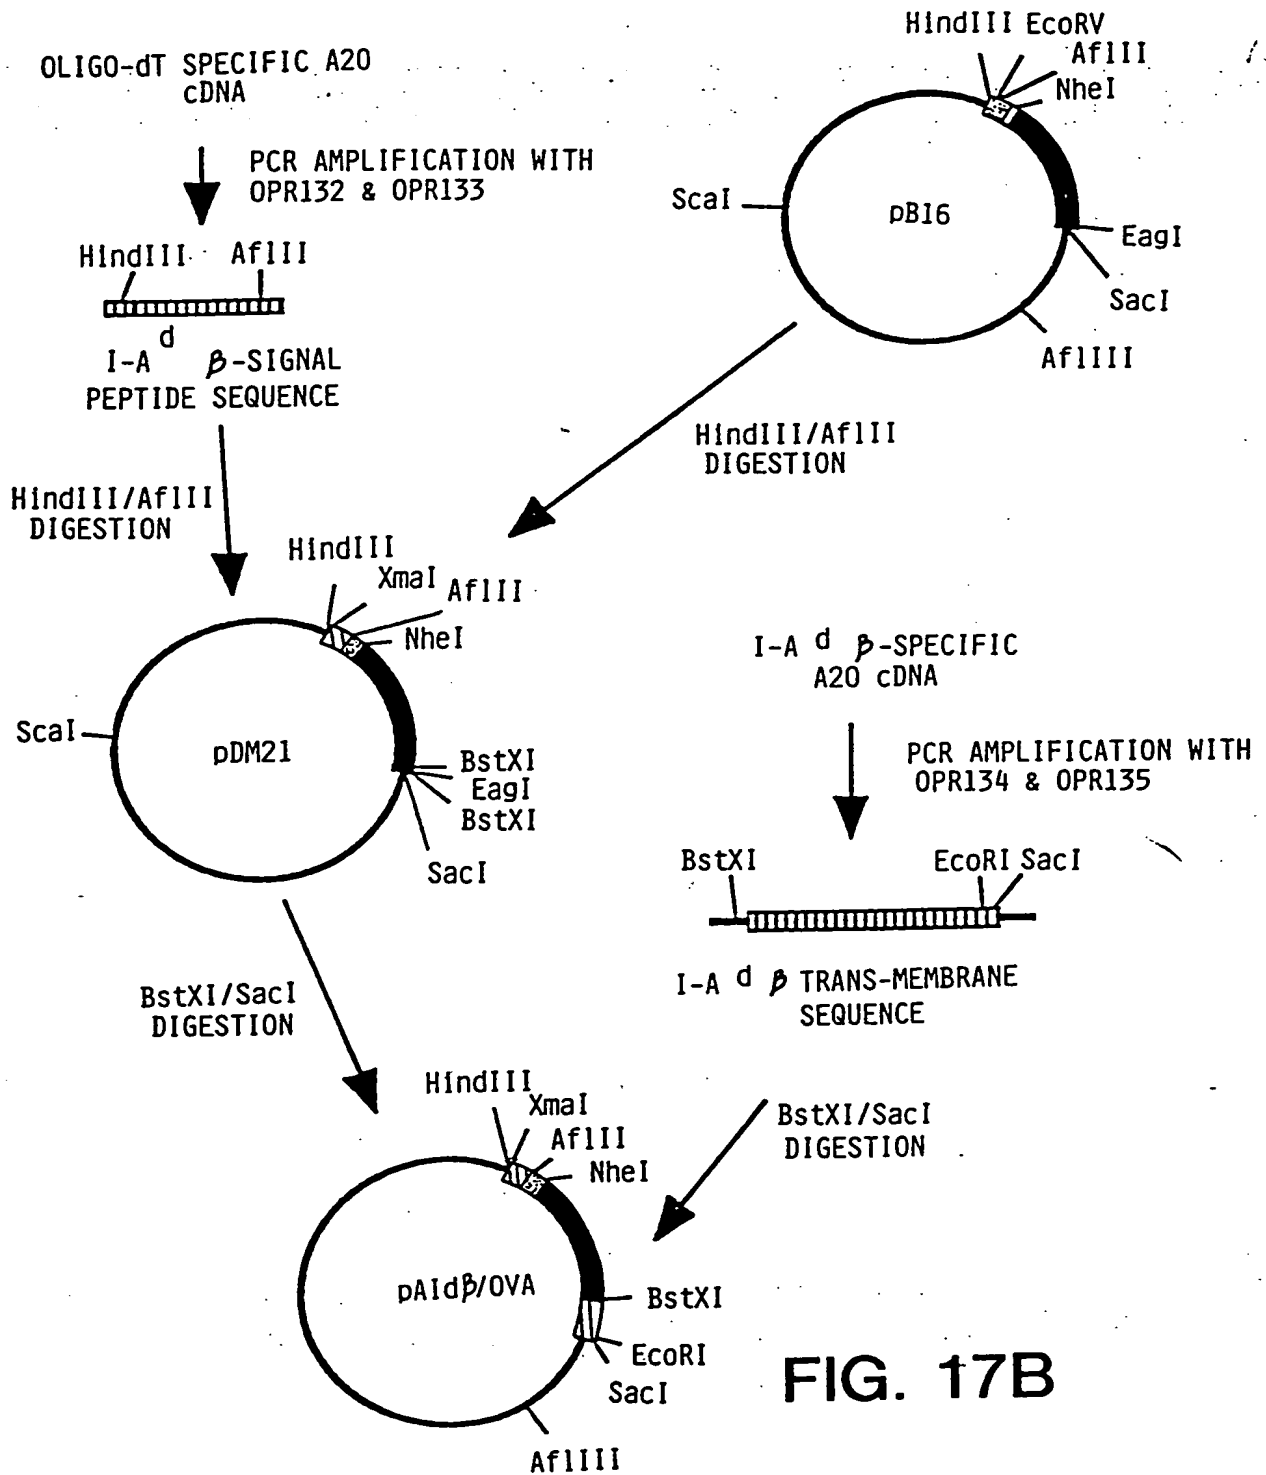 OLIGO-dT SPECIFIC A20
cDNA
PCR AMPLIFICATION WITH
OPR132 & OPR133
HindIII AflII
I-A d β-SIGNAL
PEPTIDE SEQUENCE
HindIII EcoRV
AflII
NheI
ScaI
pB16
EagI
SacI
AflIII
HindIII/AflII
DIGESTION
HindIII/AflII
DIGESTION
HindIII
XmaI
AflII
NheI
ScaI
pDM21
BstXI
EagI
BstXI
SacI
I-A d β-SPECIFIC
A20 cDNA
PCR AMPLIFICATION WITH
OPR134 & OPR135
BstXI EcoRI SacI
I-A d β TRANS-MEMBRANE
SEQUENCE
BstXI/SacI
DIGESTION
BstXI/SacI
DIGESTION
HindIII
XmaI
AflII
NheI
pAIdβ/OVA
BstXI
EcoRI
SacI
AflIII
FIG. 17B